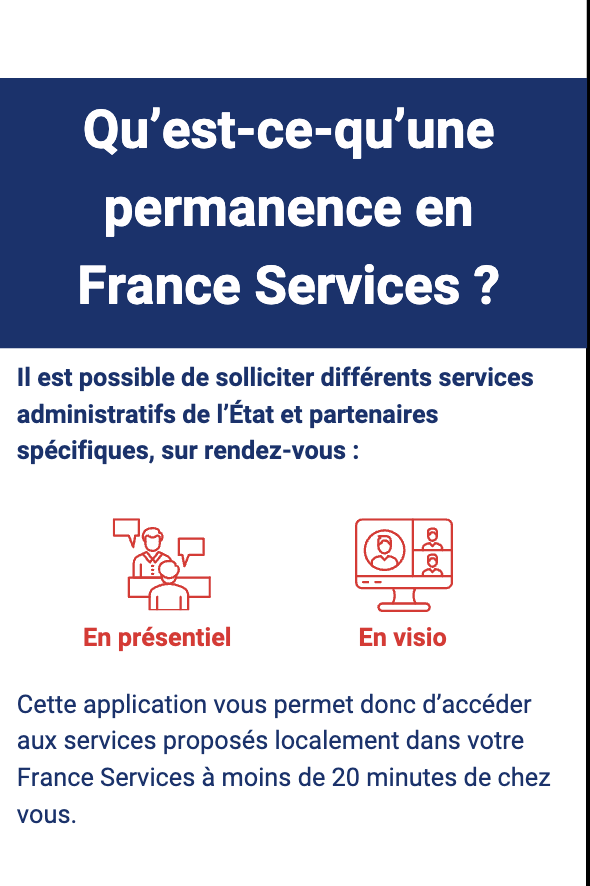 Qu’est-ce-qu’une
permanence en
France Services ?
Il est possible de solliciter différents services
administratifs de l’État et partenaires
spécifiques, sur rendez-vous :
En présentiel
En visio
Cette application vous permet donc d’accéder
aux services proposés localement dans votre
France Services à moins de 20 minutes de chez
vous.